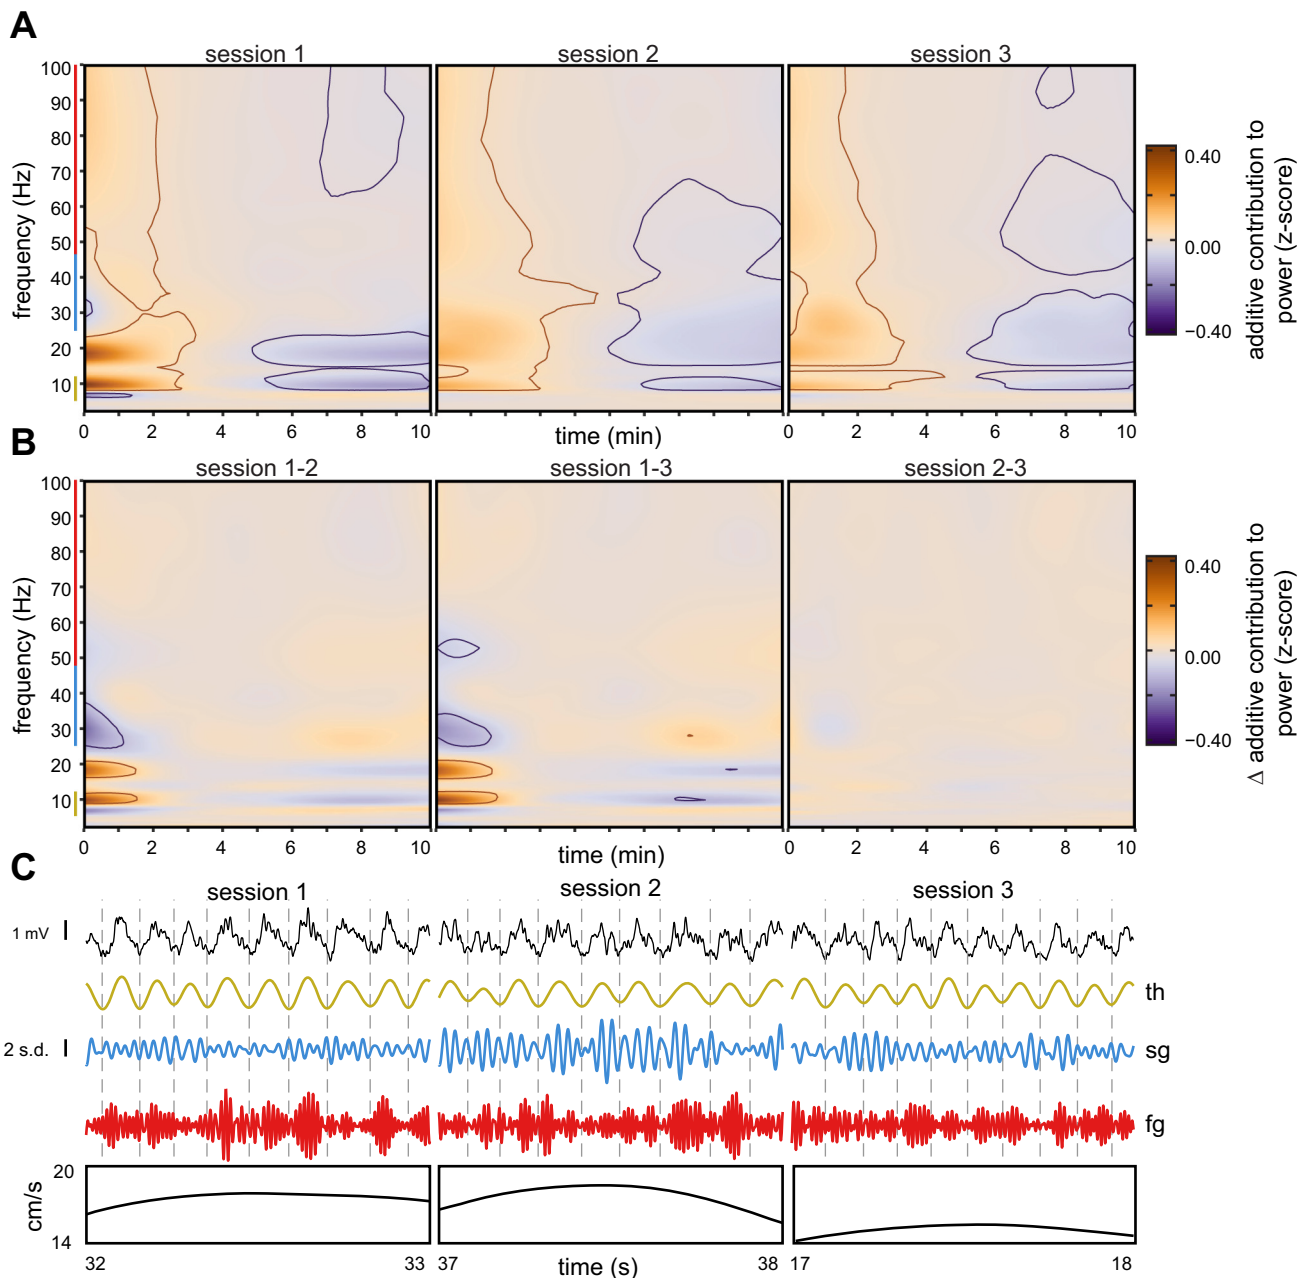 A
session 1 session 2 session 3
100
90
80
70
60
50
40
30
20
10
frequency (Hz)
0 2 4 6 8 10
time (min)
0 2 4 6 8 10
0.40
0.00
−0.40
additive contribution to
power (z-score)
B
session 1-2 session 1-3 session 2-3
100
90
80
70
60
50
40
30
20
10
frequency (Hz)
0 2 4 6 8 10
time (min)
0 2 4 6 8 10
0.40
0.00
−0.40
Δ additive contribution to
power (z-score)
C
session 1 session 2 session 3
1 mV
th
2 s.d.
sg
fg
20
14
cm/s
32 33 37 38 17 18
time (s)